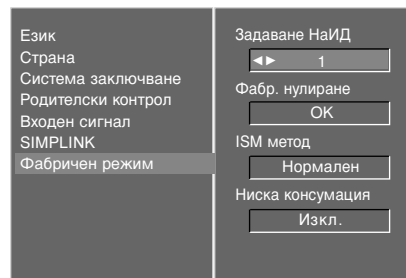 Език
Страна
Система заключване
Родителски контрол
Входен сигнал
SIMPLINK
Фабричен режим
Задаване НаИД
◄► 1
Фабр. нулиране
OK
ISM метод
Нормален
Ниска консумация
Изкл.